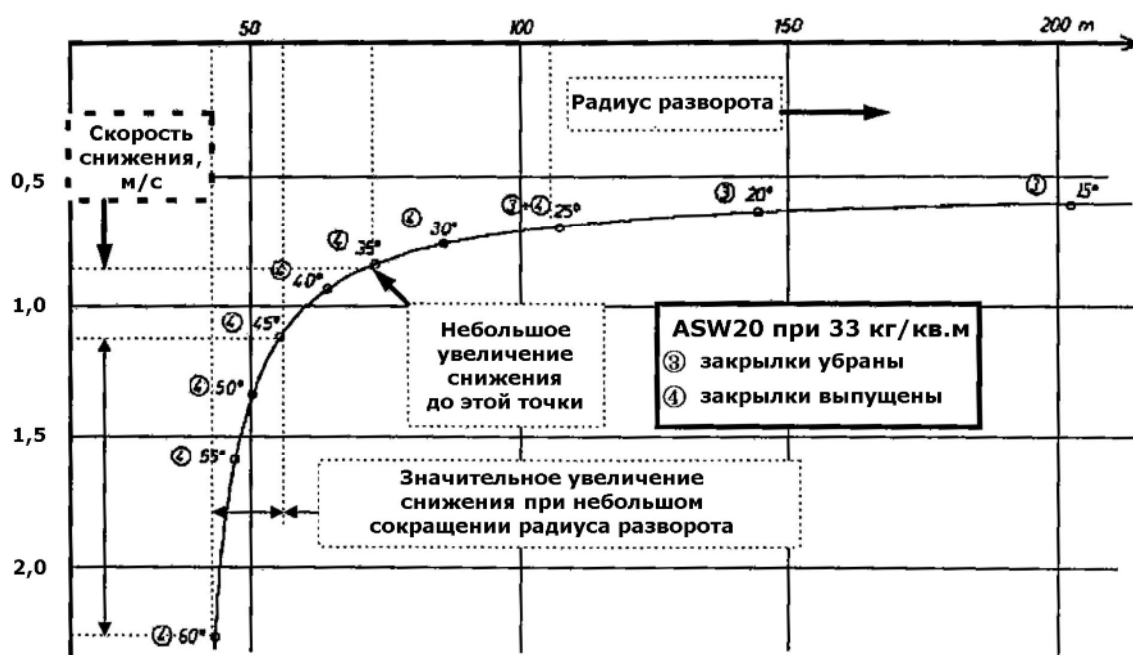 50 100 150 200 m
Радиус разворота
Скорость
снижения,
м/с
0,5
③ 15°
③ 20°
③+④ 25°
④ 30°
④ 35°
④ 40°
1,0
④ 45°
Небольшое
увеличение
снижения
до этой точки
ASW20 при 33 кг/кв.м
③ закрылки убраны
④ закрылки выпущены
④ 50°
1,5
④ 55°
Значительное увеличение
снижения при небольшом
сокращении радиуса разворота
2,0
④ 60°